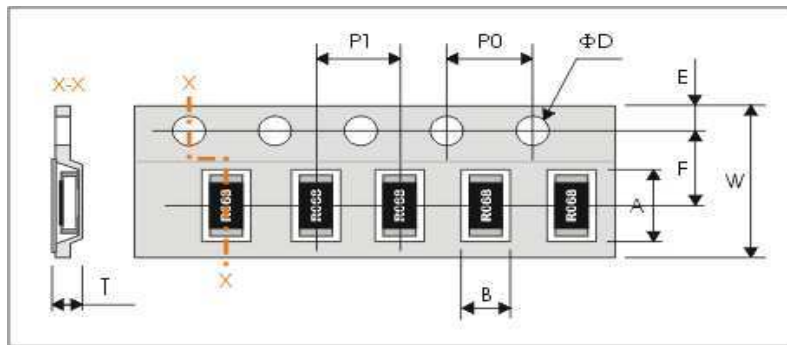 P1 P0 ΦD
E
X-X X
F W
R068 R068 R068 R068 R068 A
X
T B